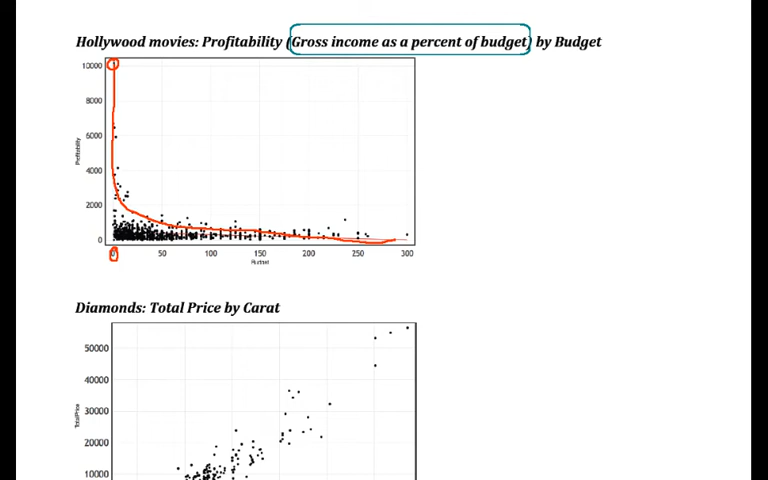 Hollywood movies: Profitability (Gross income as a percent of budget) by Budget
10000
8000
6000
4000
2000
0
Profitability
0 50 100 150 200 250 300
Budget
Diamonds: Total Price by Carat
50000
40000
30000
20000
10000
TotalPrice